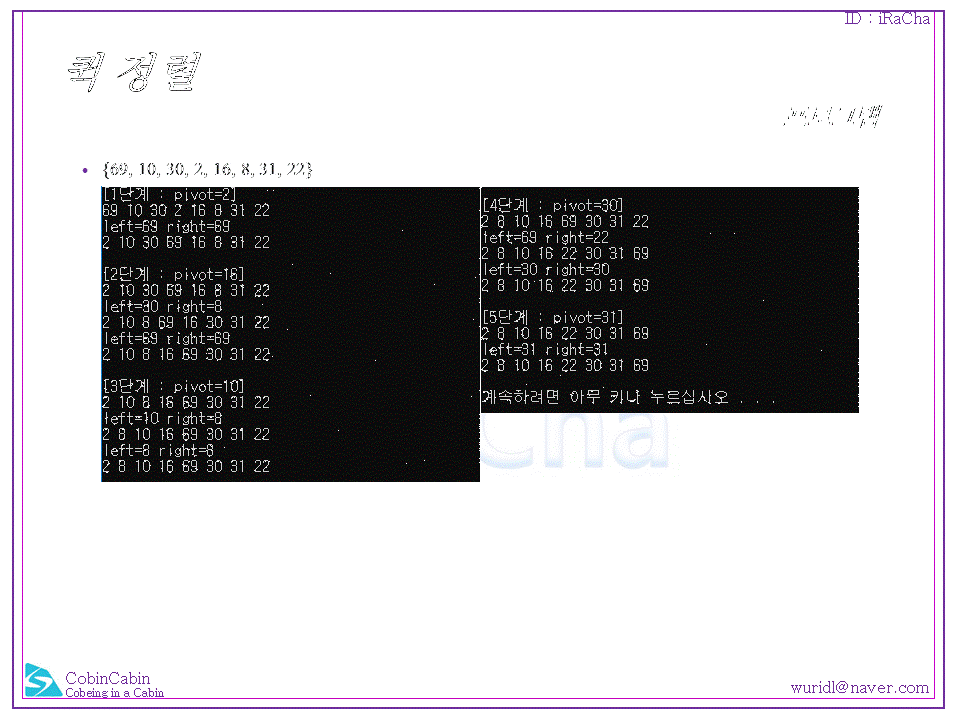 ID : iRaCha
퀵 정렬
프로그램
• {69, 10, 30, 2, 16, 8, 31, 22}
[1단계 : pivot=2]
69 10 30 2 16 8 31 22
left=69 right=69
2 10 30 69 16 8 31 22
[2단계 : pivot=16]
2 10 30 69 16 8 31 22
left=30 right=8
2 10 8 69 16 30 31 22
left=69 right=69
2 10 8 16 69 30 31 22
[3단계 : pivot=10]
2 10 8 16 69 30 31 22
left=10 right=8
2 8 10 16 69 30 31 22
left=8 right=8
2 8 10 16 69 30 31 22
[4단계 : pivot=30]
2 8 10 16 69 30 31 22
left=69 right=22
2 8 10 16 22 30 31 69
left=30 right=30
2 8 10 16 22 30 31 69
[5단계 : pivot=31]
2 8 10 16 22 30 31 69
left=31 right=31
2 8 10 16 22 30 31 69
계속하려면 아무 키나 누르십시오 . . .
Cha
CobinCabin
Cobeing in a Cabin
wuridl@naver.com